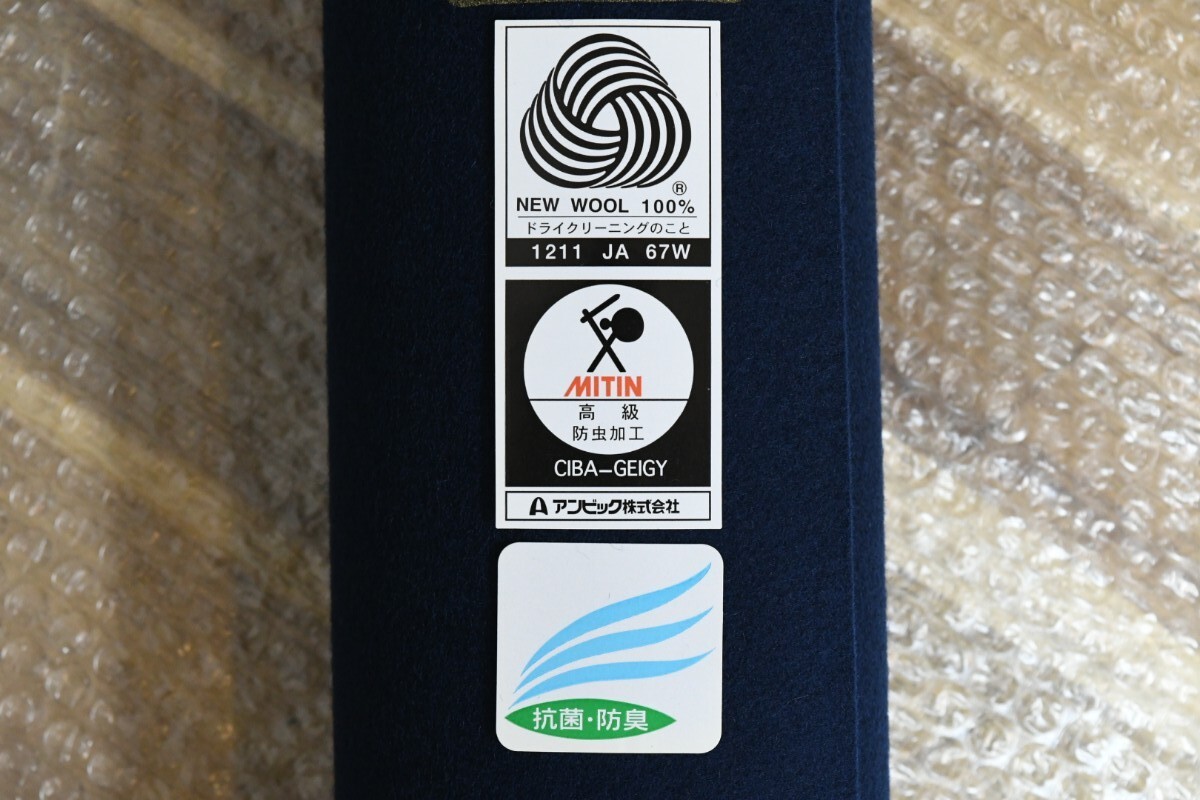 ®
NEW WOOL 100%
ドライクリーニングのこと
1211 JA 67W
MITIN
高級
防虫加工
CIBA-GEIGY
アンビック株式会社
抗菌・防臭